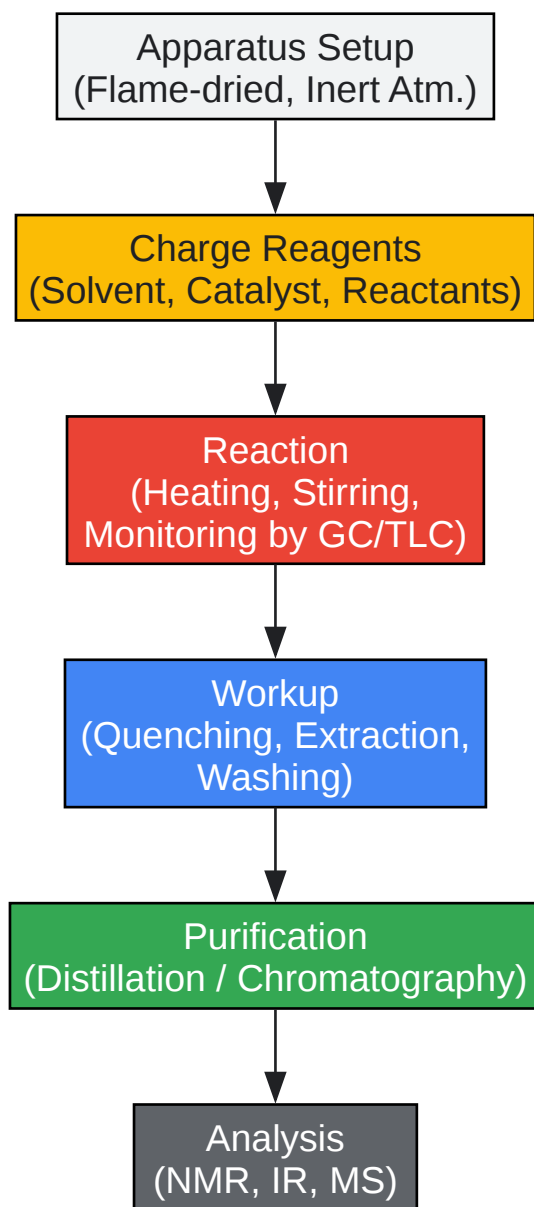 Apparatus Setup
(Flame-dried, Inert Atm.)
Charge Reagents
(Solvent, Catalyst, Reactants)
Reaction
(Heating, Stirring,
Monitoring by GC/TLC)
Workup
(Quenching, Extraction,
Washing)
Purification
(Distillation / Chromatography)
Analysis
(NMR, IR, MS)